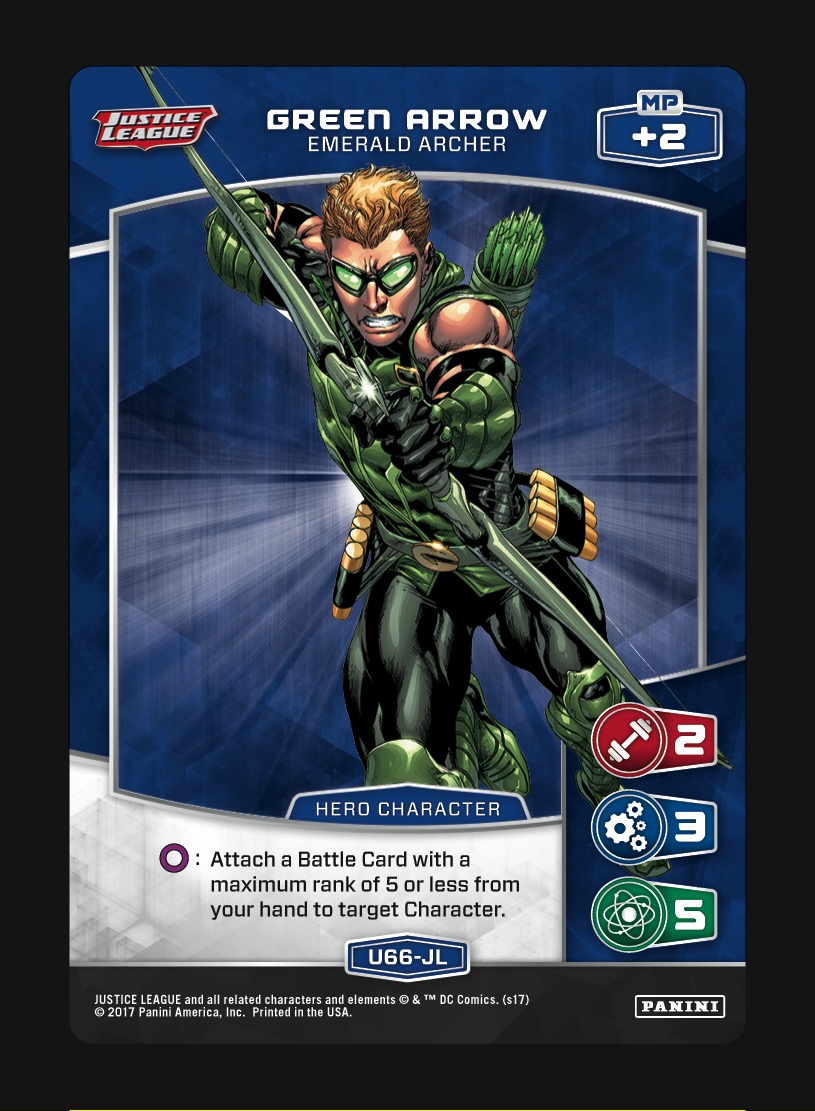 JUSTICE
LEAGUE
GREEN ARROW
EMERALD ARCHER
MP
+2
2
3
5
HERO CHARACTER
: Attach a Battle Card with a
maximum rank of 5 or less from
your hand to target Character.
U66-JL
JUSTICE LEAGUE and all related characters and elements © & ™ DC Comics. (s17)
© 2017 Panini America, Inc. Printed in the USA.
PANINI